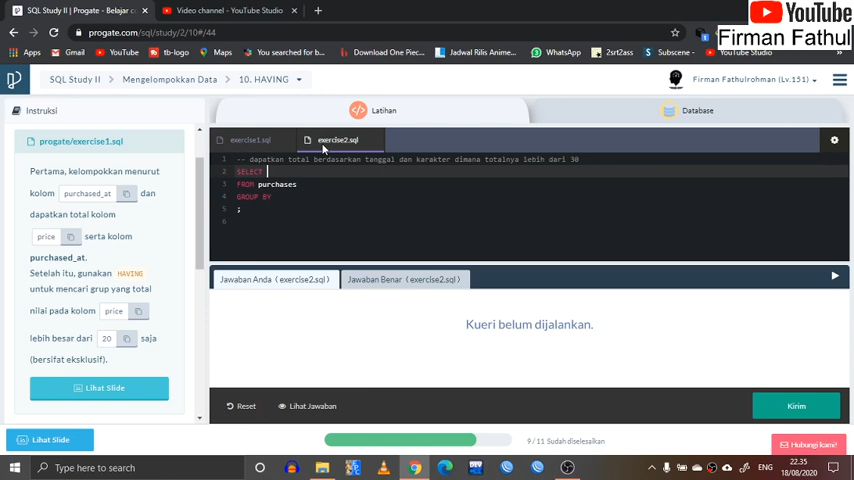 SQL Study II | Progate - Belajar c
Video channel - YouTube Studio
YouTube
Firman Fathul
progate.com/sql/study/2/10#/44
Apps
Gmail
YouTube
tb-logo
Maps
You searched for b...
Download One Piec...
Jadwal Rilis Anime...
WhatsApp
2srt2ass
Subscene -
YouTube Studio
SQL Study II
Mengelompokkan Data
10. HAVING
Firman Fathulrohman (Lv.151)
Instruksi
Latihan
Database
progate/exercise1.sql
Pertama, kelompokkan menurut
kolom purchased_at dan
dapatkan total kolom
price serta kolom
purchased_at.
Setelah itu, gunakan HAVING
untuk mencari grup yang total
nilai pada kolom price
lebih besar dari 20 saja
(bersifat eksklusif).
Lihat Slide
exercise1.sql
exercise2.sql
1 -- dapatkan total berdasarkan tanggal dan karakter dimana totalnya lebih dari 30
2 SELECT
3 FROM purchases
4 GROUP BY
5 ;
6
Jawaban Anda (exercise2.sql)
Jawaban Benar (exercise2.sql)
Kueri belum dijalankan.
Reset
Lihat Jawaban
Kirim
Lihat Slide
9 / 11 Sudah diselesaikan
Hubungi kami!
Type here to search
ENG
22.35
18/08/2020